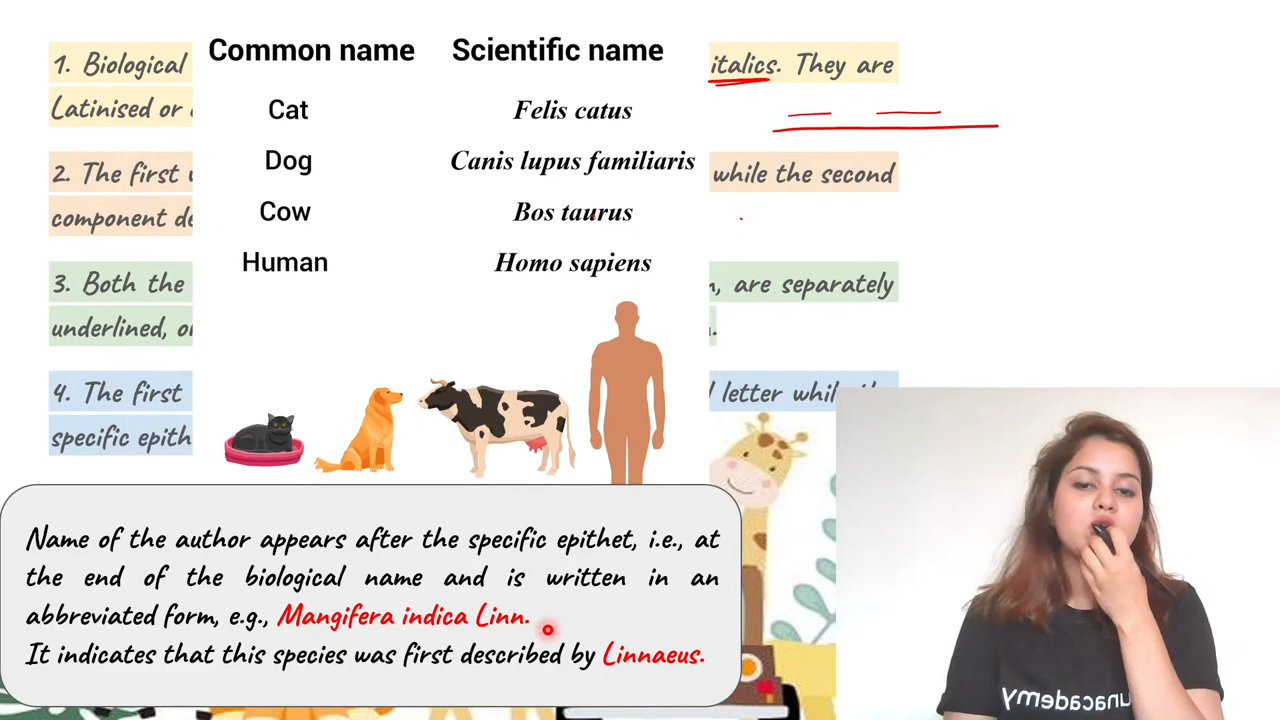 Common name Scientific name
1. Biological italics. They are
Latinised or
Cat Felis catus
Dog Canis lupus familiaris
2. The first while the second
component de
Cow Bos taurus
Human Homo sapiens
3. Both the , are separately
underlined, or
4. The first letter while
specific epith
Name of the author appears after the specific epithet, i.e., at
the end of the biological name and is written in an
abbreviated form, e.g., Mangifera indica Linn.
It indicates that this species was first described by Linnaeus.
unacademy